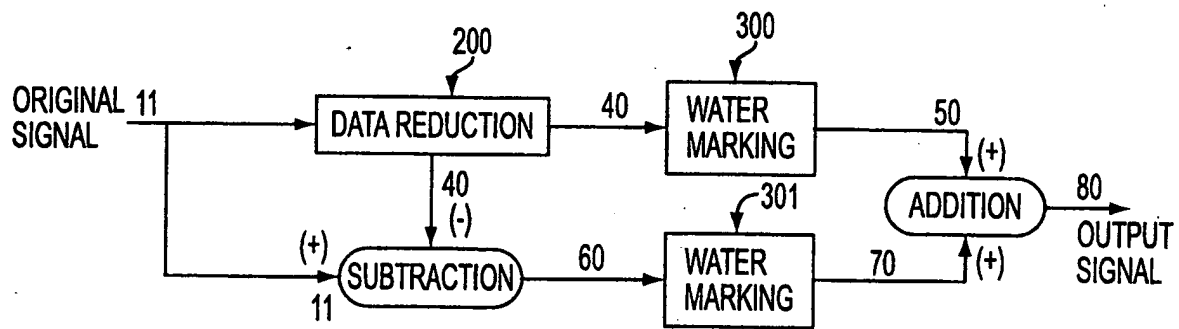 200
300
ORIGINAL SIGNAL
11
DATA REDUCTION
40
WATER MARKING
50
(+)
40
(-)
301
ADDITION
80
OUTPUT SIGNAL
(+)
SUBTRACTION
11
60
WATER MARKING
70
(+)